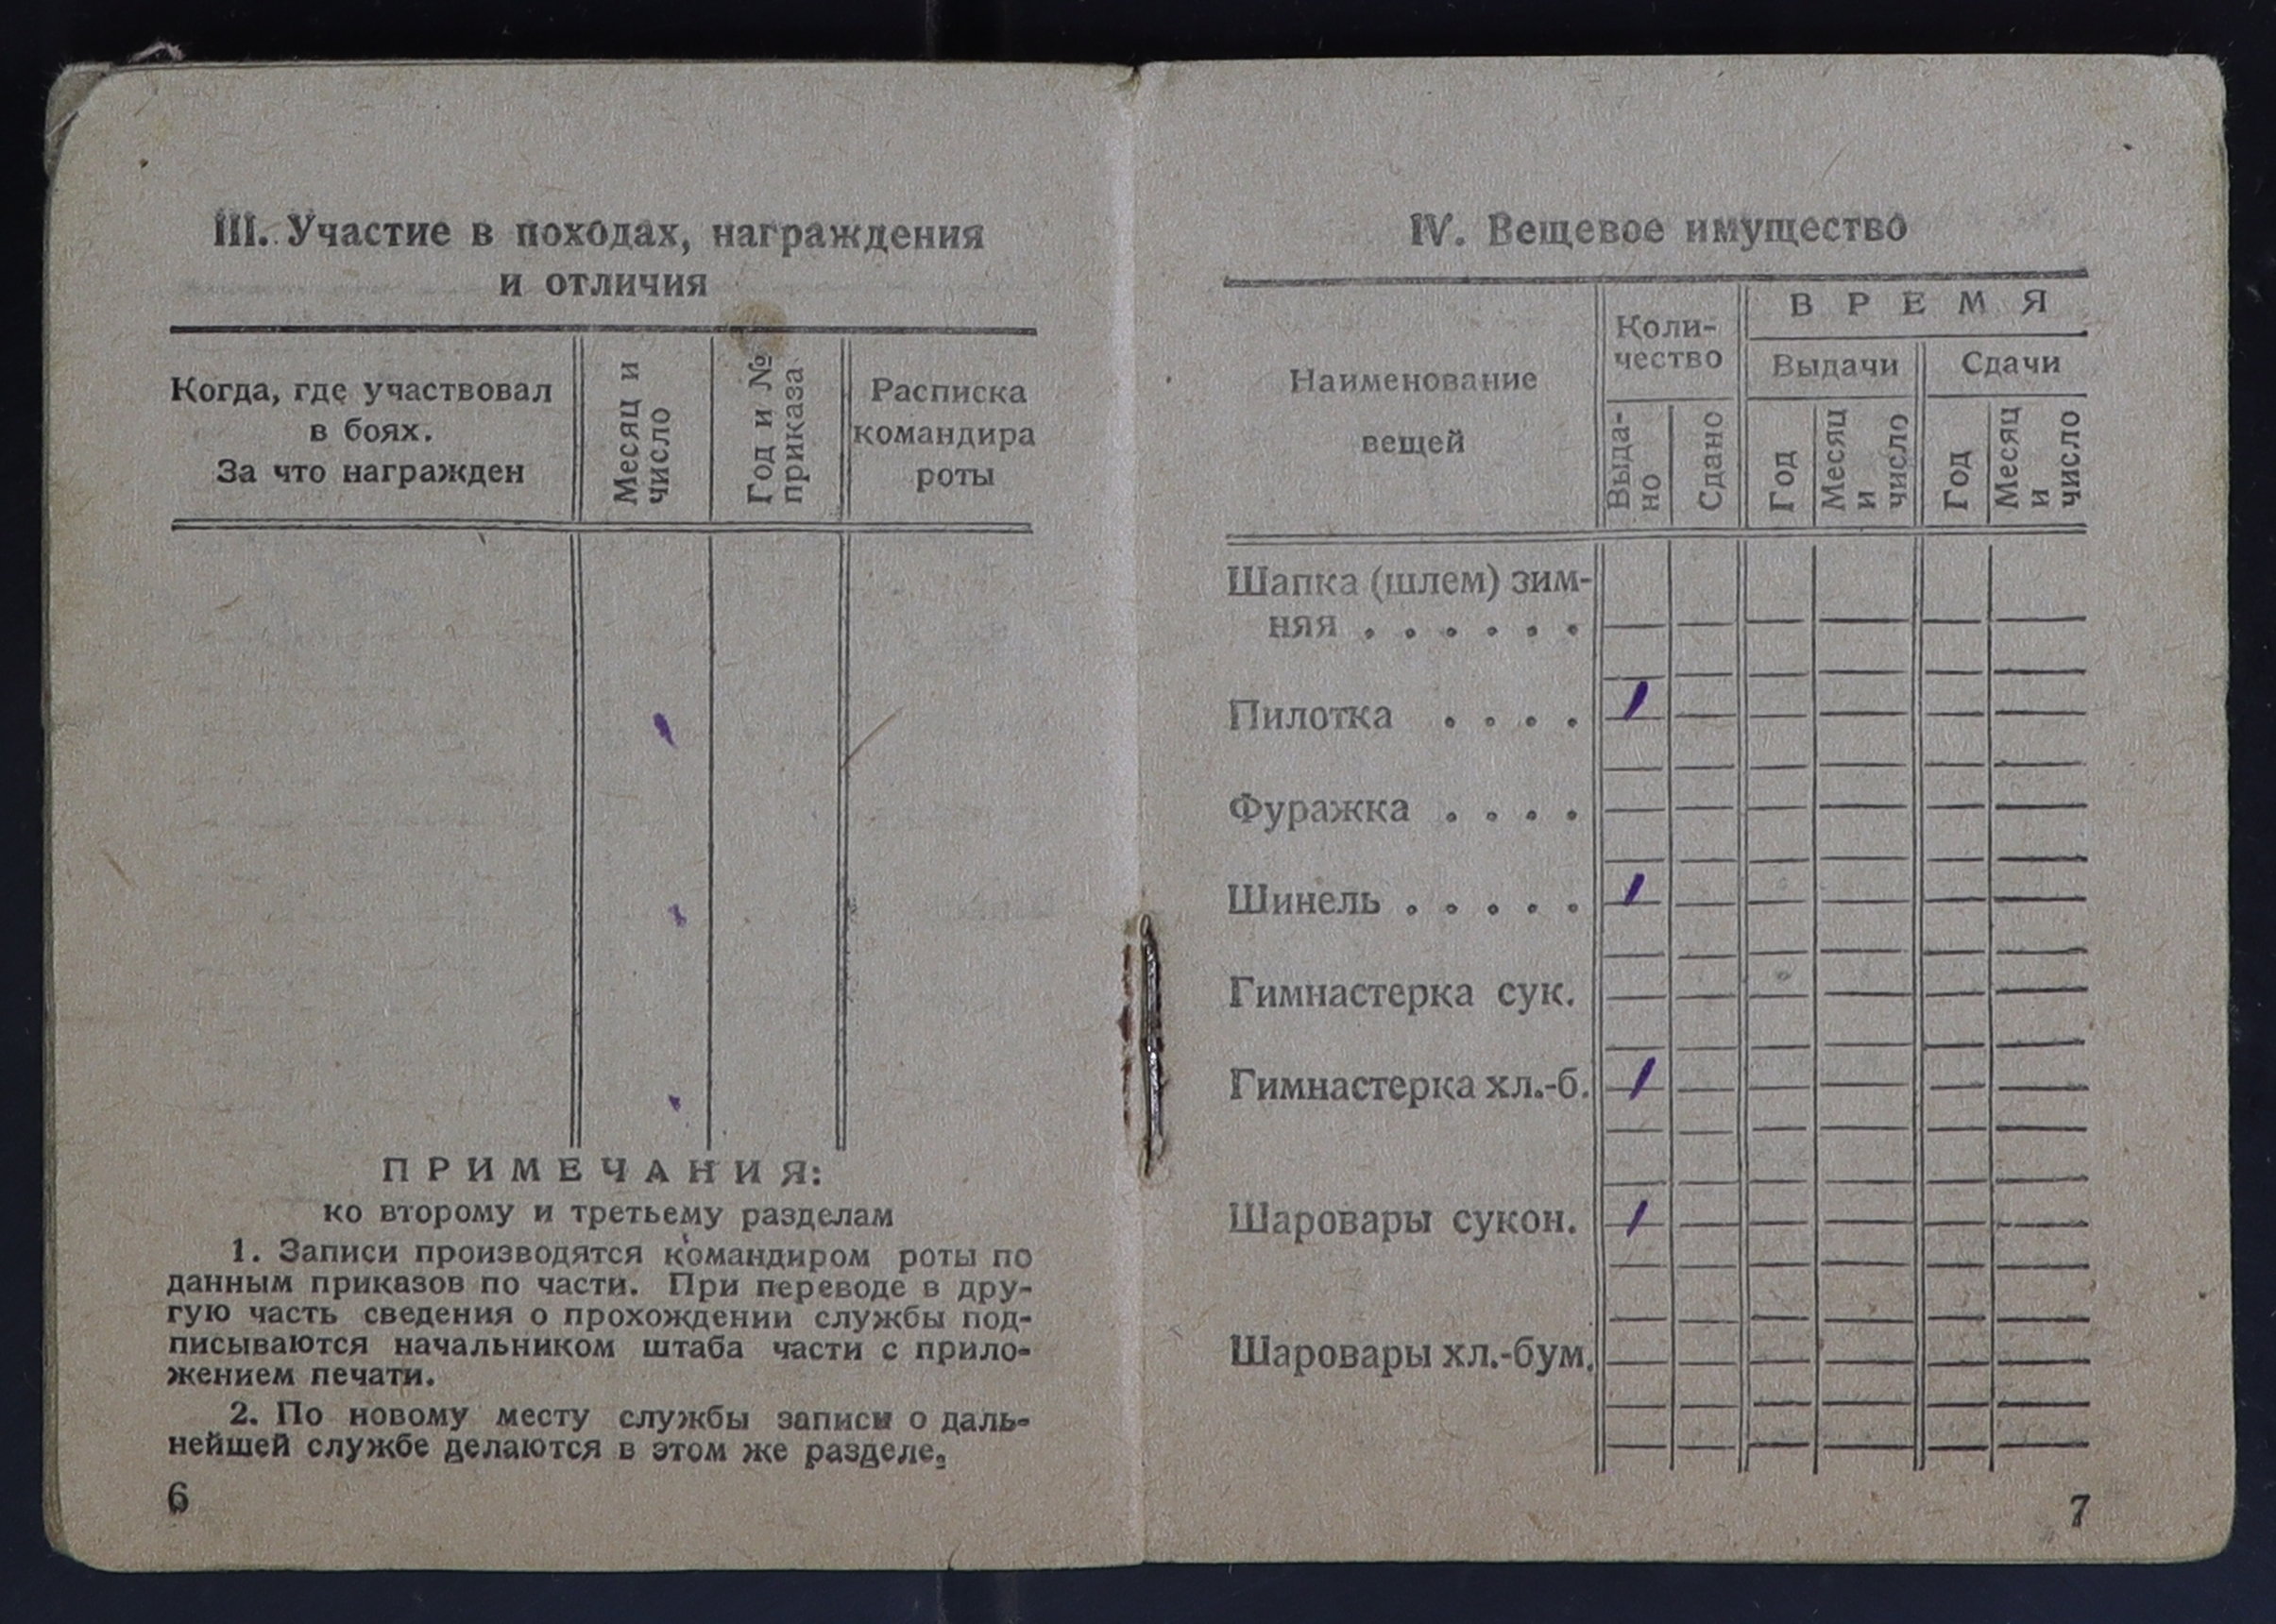 III. Участие в походах, награждения
и отличия
Когда, где участвовал
в боях.
За что награжден
Месяц и
число
Год и №
приказа
Расписка
командира
роты
ПРИМЕЧАНИЯ:
ко второму и третьему разделам
1. Записи производятся командиром роты по
данным приказов по части. При переводе в дру-
гую часть сведения о прохождении службы под-
писываются начальником штаба части с прило-
жением печати.
2. По новому месту службы записи о даль-
нейшей службе делаются в этом же разделе.
6
IV. Вещевое имущество
Наименование
вещей
Коли-
чество
ВРЕМЯ
Выдачи
Сдачи
Выда-
но
Сдано
Год
Месяц
и
число
Год
Месяц
и
число
Шапка (шлем) зим-
няя . . . . . .
Пилотка . . . . 1
Фуражка . . . .
Шинель . . . . . 1
Гимнастерка сук.
Гимнастерка хл.-б. 1
Шаровары сукон. 1
Шаровары хл.-бум.
7